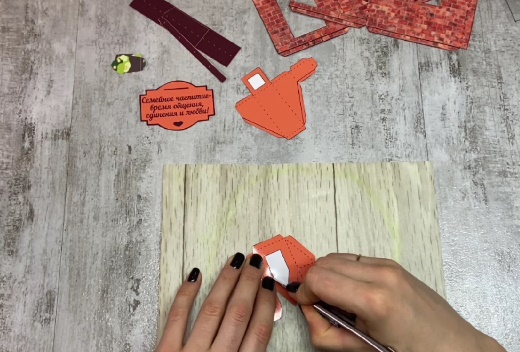 Семейное чаепитие-
время общения,
единения и любви!